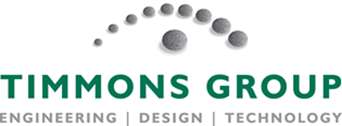 TIMMONS GROUP
ENGINEERING | DESIGN | TECHNOLOGY